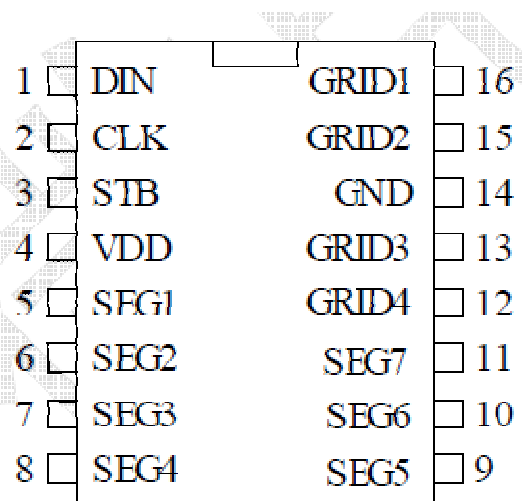 1 DIN GRID1 16
2 CLK GRID2 15
3 STB GND 14
4 VDD GRID3 13
5 SEG1 GRID4 12
6 SEG2 SEG7 11
7 SEG3 SEG6 10
8 SEG4 SEG5 9